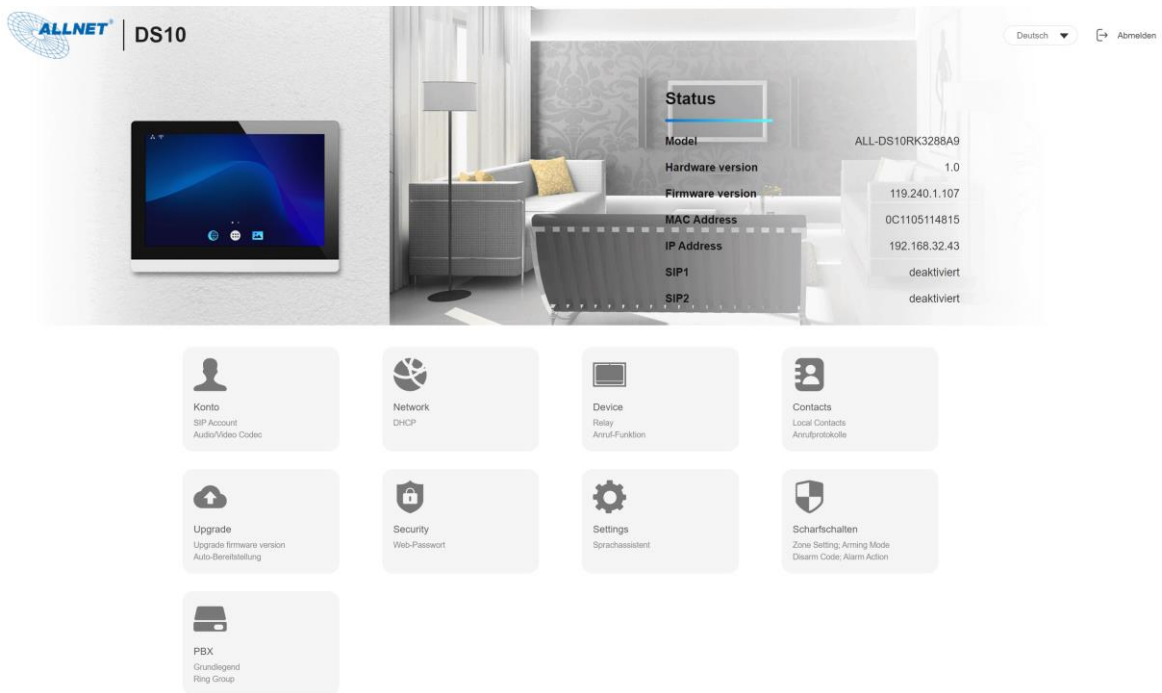 ALLNET® DS10
Deutsch
Abmelden
Status
Model ALL-DS10RK3288A9
Hardware version 1.0
Firmware version 119.240.1.107
MAC Address 0C1105114815
IP Address 192.168.32.43
SIP1 deaktiviert
SIP2 deaktiviert
Konto
SIP Account
Audio/Video Codec
Network
DHCP
Device
Relay
Anruf-Funktion
Contacts
Local Contacts
Anrufprotokolle
Upgrade
Upgrade firmware version
Auto-Bereitstellung
Security
Web-Passwort
Settings
Sprachassistent
Scharfschalten
Zone Setting; Arming Mode
Disarm Code; Alarm Action
PBX
Grundlegend
Ring Group